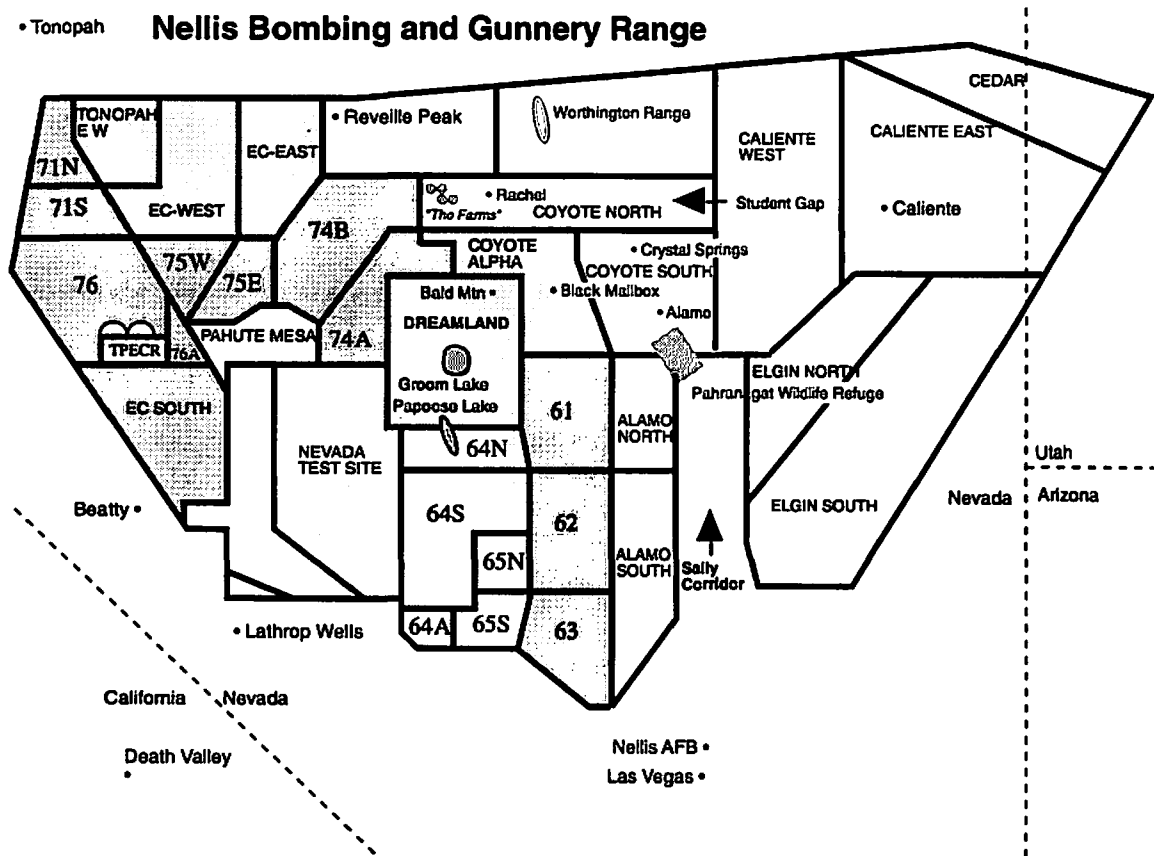 • Tonopah
Nellis Bombing and Gunnery Range
CEDAR
TONOPAH
E W
• Reveille Peak
Worthington Range
CALIENTE
WEST
CALIENTE EAST
71N
EC-EAST
71S
EC-WEST
• Rachel
"The Farms"
COYOTE NORTH
Student Gap
• Caliente
74B
COYOTE
ALPHA
• Crystal Springs
COYOTE SOUTH
76
75W
75E
Bald Mtn •
• Black Mailbox
DREAMLAND
• Alamo
PAHUTE MESA
74A
TPECR
76A
Groom Lake
Papoose Lake
ELGIN NORTH
Pahranagat Wildlife Refuge
EC SOUTH
61
ALAMO
NORTH
NEVADA
TEST SITE
64N
Utah
Nevada
Arizona
Beatty •
64S
62
ELGIN SOUTH
65N
ALAMO
SOUTH
Sally
Corridor
• Lathrop Wells
64A
65S
63
California
Nevada
Death Valley
•
Nellis AFB •
Las Vegas •